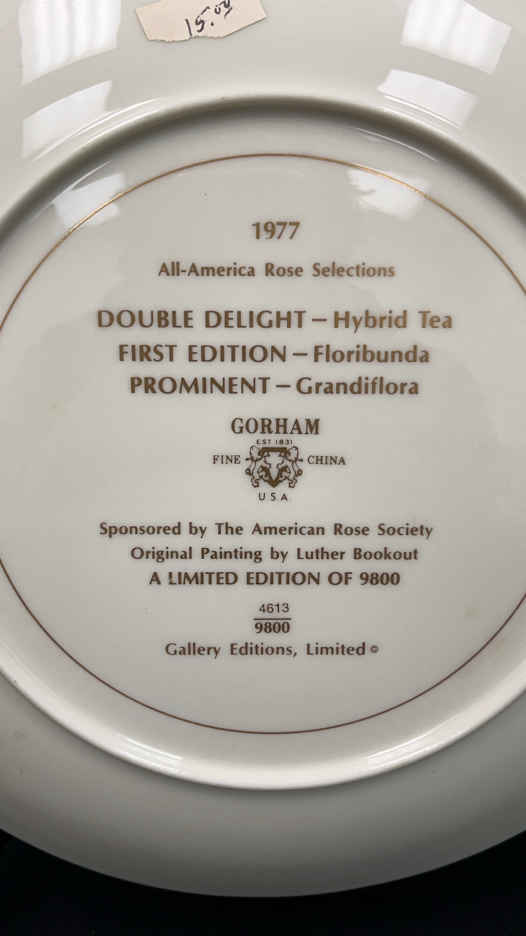 15.00
1977
All-America Rose Selections
DOUBLE DELIGHT – Hybrid Tea
FIRST EDITION – Floribunda
PROMINENT – Grandiflora
GORHAM
EST 1831
FINE CHINA
U.S.A.
Sponsored by The American Rose Society
Original Painting by Luther Bookout
A LIMITED EDITION OF 9800
4613
9800
Gallery Editions, Limited ©